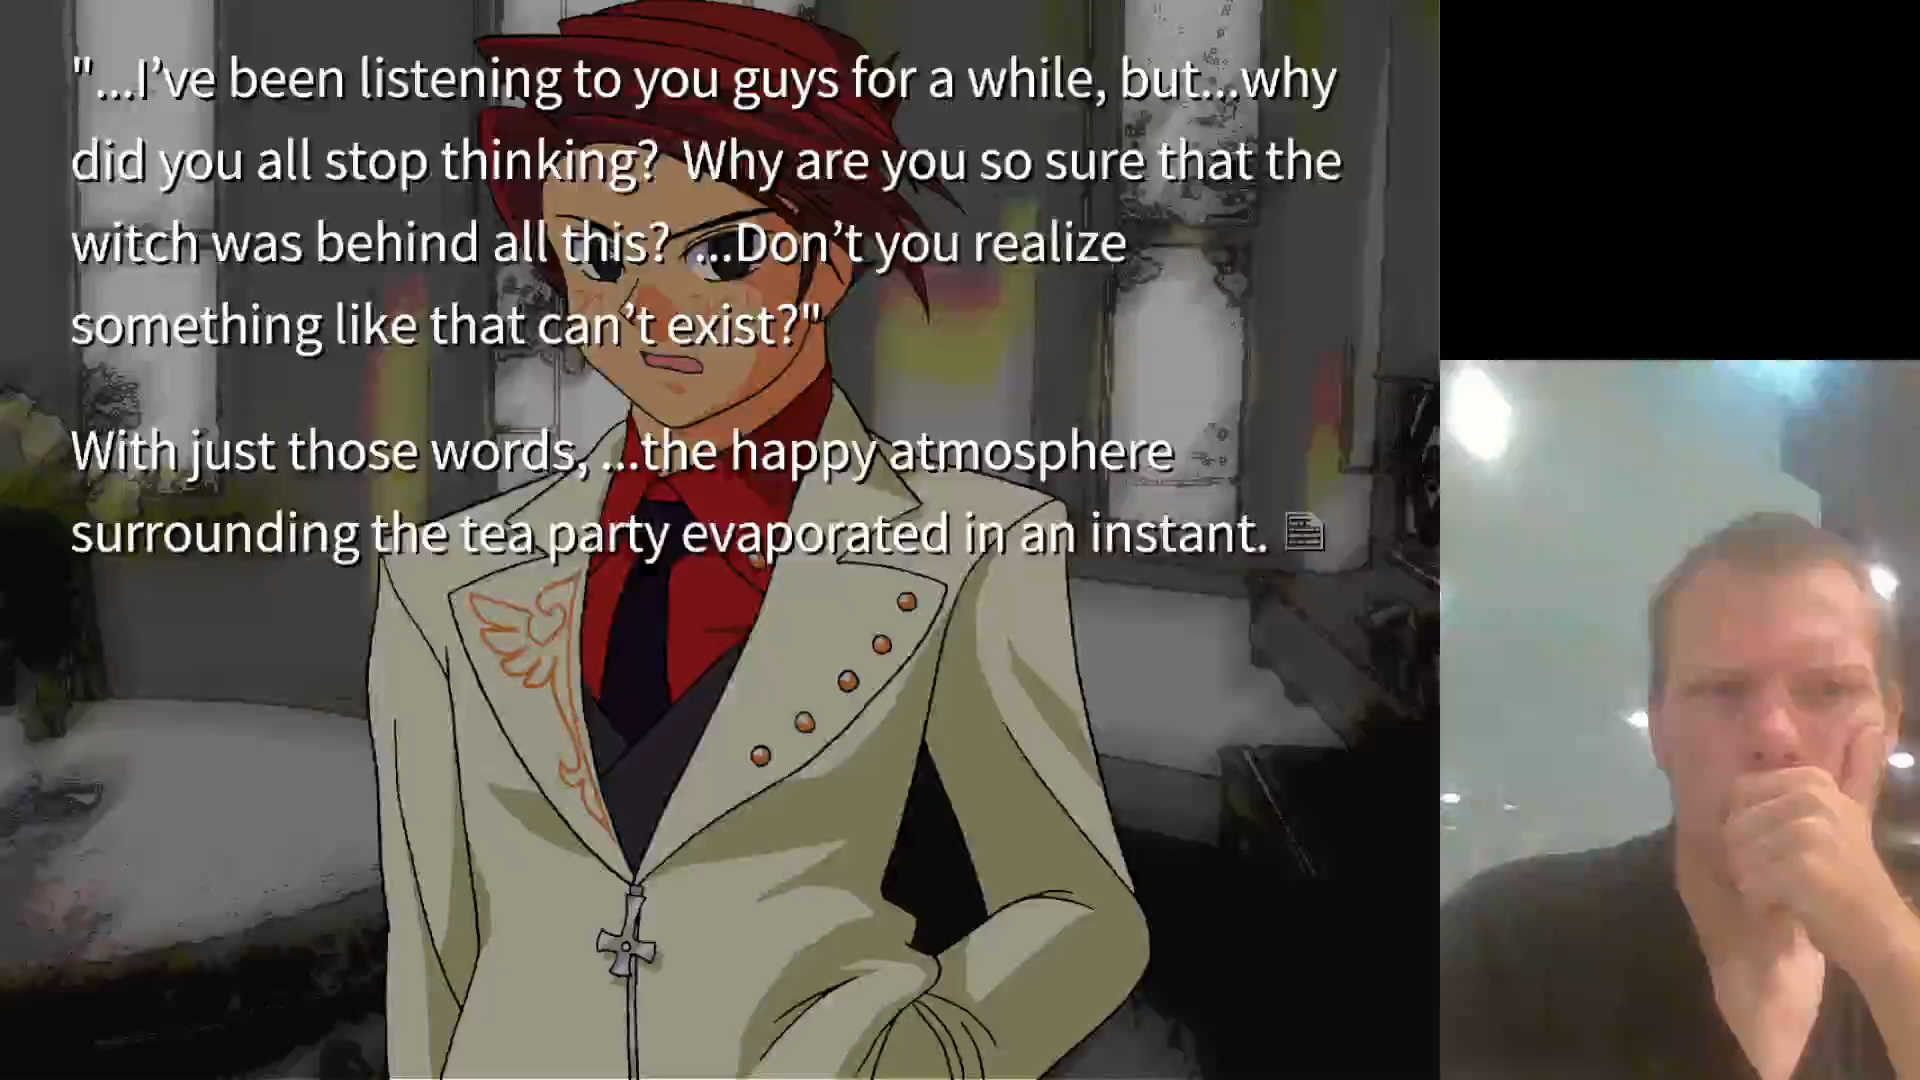 "...I’ve been listening to you guys for a while, but...why
did you all stop thinking?  Why are you so sure that the
witch was behind all this?  ...Don’t you realize
something like that can’t exist?"
With just those words, ...the happy atmosphere
surrounding the tea party evaporated in an instant.